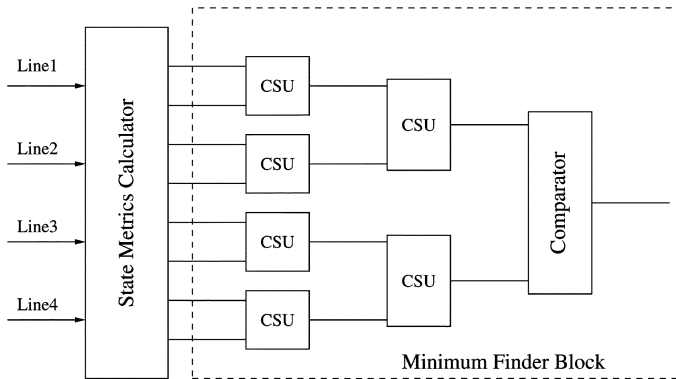 Line1
Line2
Line3
Line4
State Metrics Calculator
CSU
CSU
CSU
CSU
CSU
CSU
Comparator
Minimum Finder Block